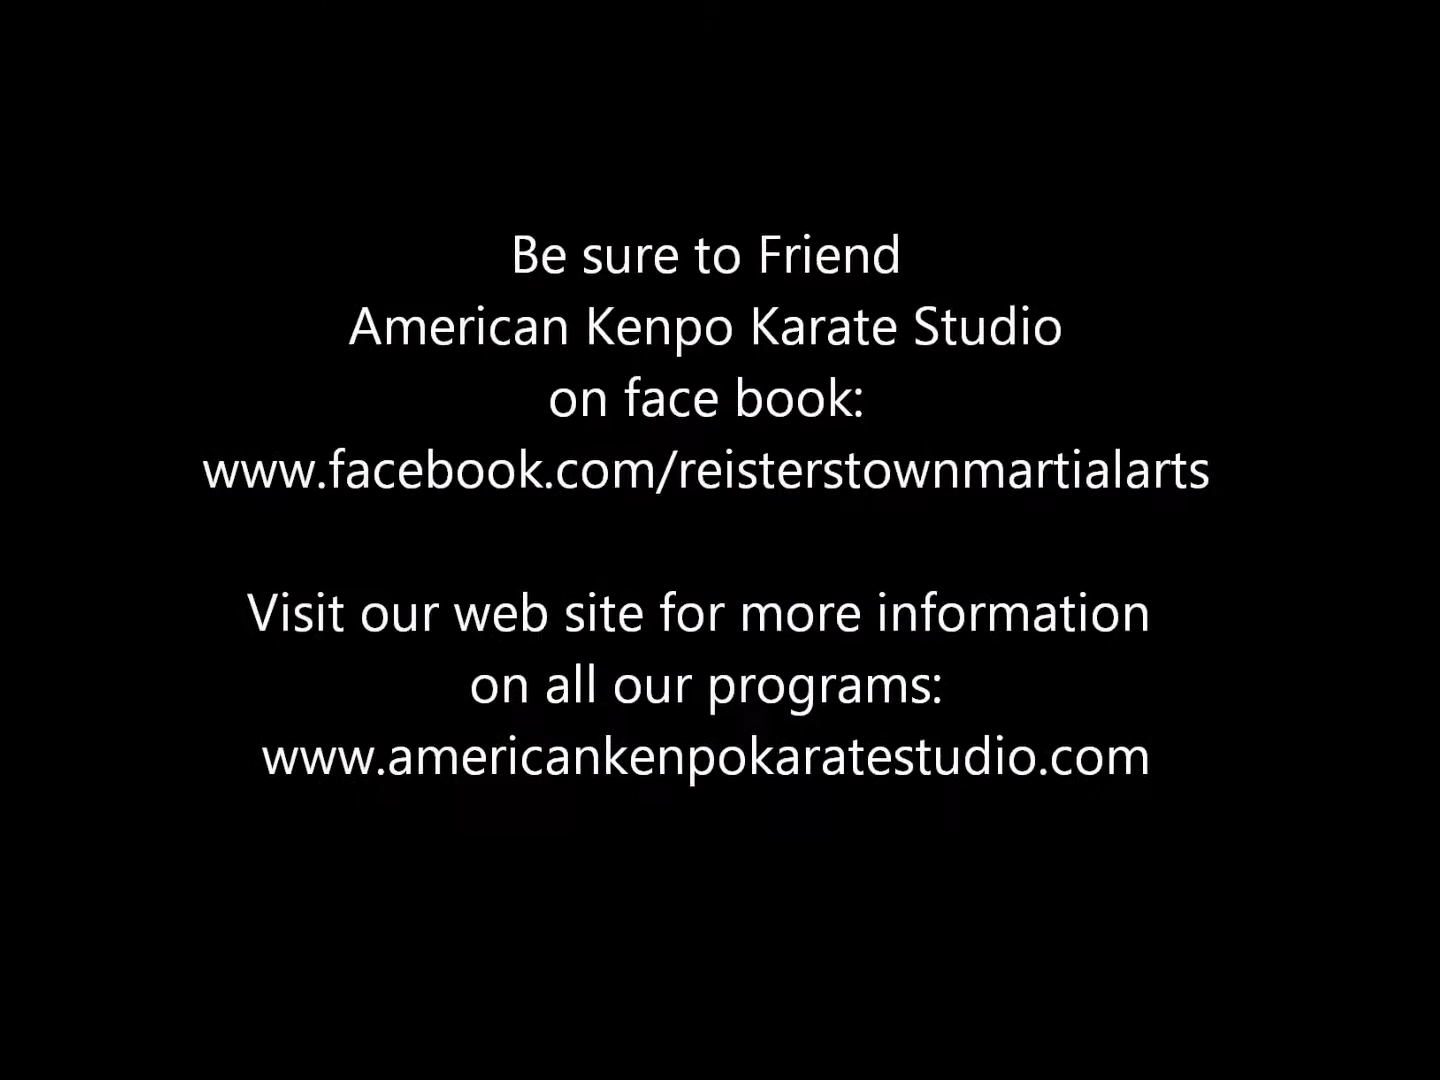 Be sure to Friend
American Kenpo Karate Studio
on face book:
www.facebook.com/reisterstownmartialarts
Visit our web site for more information
on all our programs:
www.americankenpokaratestudio.com